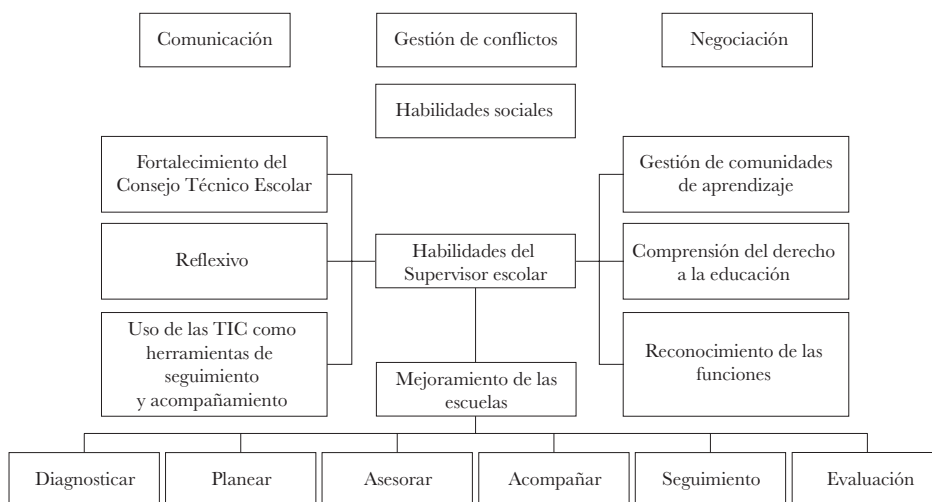 Comunicación
Gestión de conflictos
Negociación
Habilidades sociales
Fortalecimiento del
Consejo Técnico Escolar
Gestión de comunidades
de aprendizaje
Reflexivo
Habilidades del
Supervisor escolar
Comprensión del derecho
a la educación
Uso de las TIC como
herramientas de
seguimiento
y acompañamiento
Mejoramiento de las
escuelas
Reconocimiento de las
funciones
Diagnosticar
Planear
Asesorar
Acompañar
Seguimiento
Evaluación